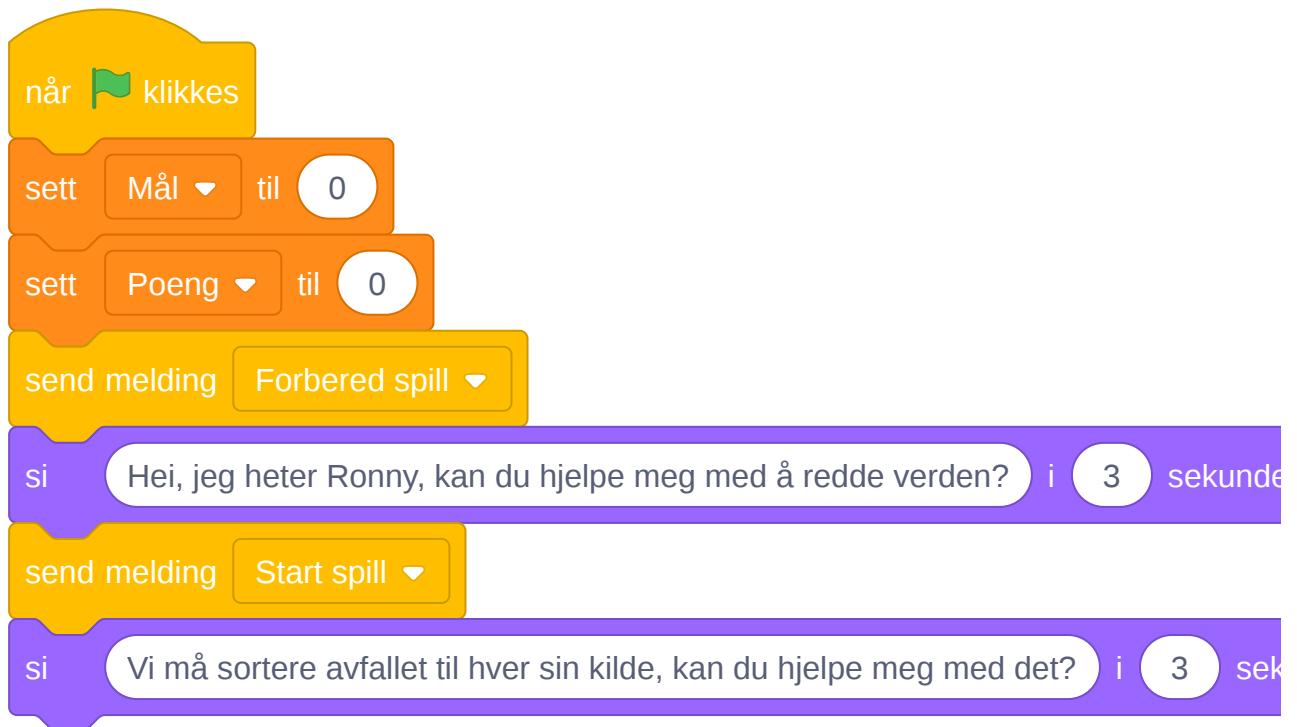 når klikkes
sett Mål til 0
sett Poeng til 0
send melding Forbered spill
si Hei, jeg heter Ronny, kan du hjelpe meg med å redde verden? i 3 sekunde
send melding Start spill
si Vi må sortere avfallet til hver sin kilde, kan du hjelpe meg med det? i 3 sek